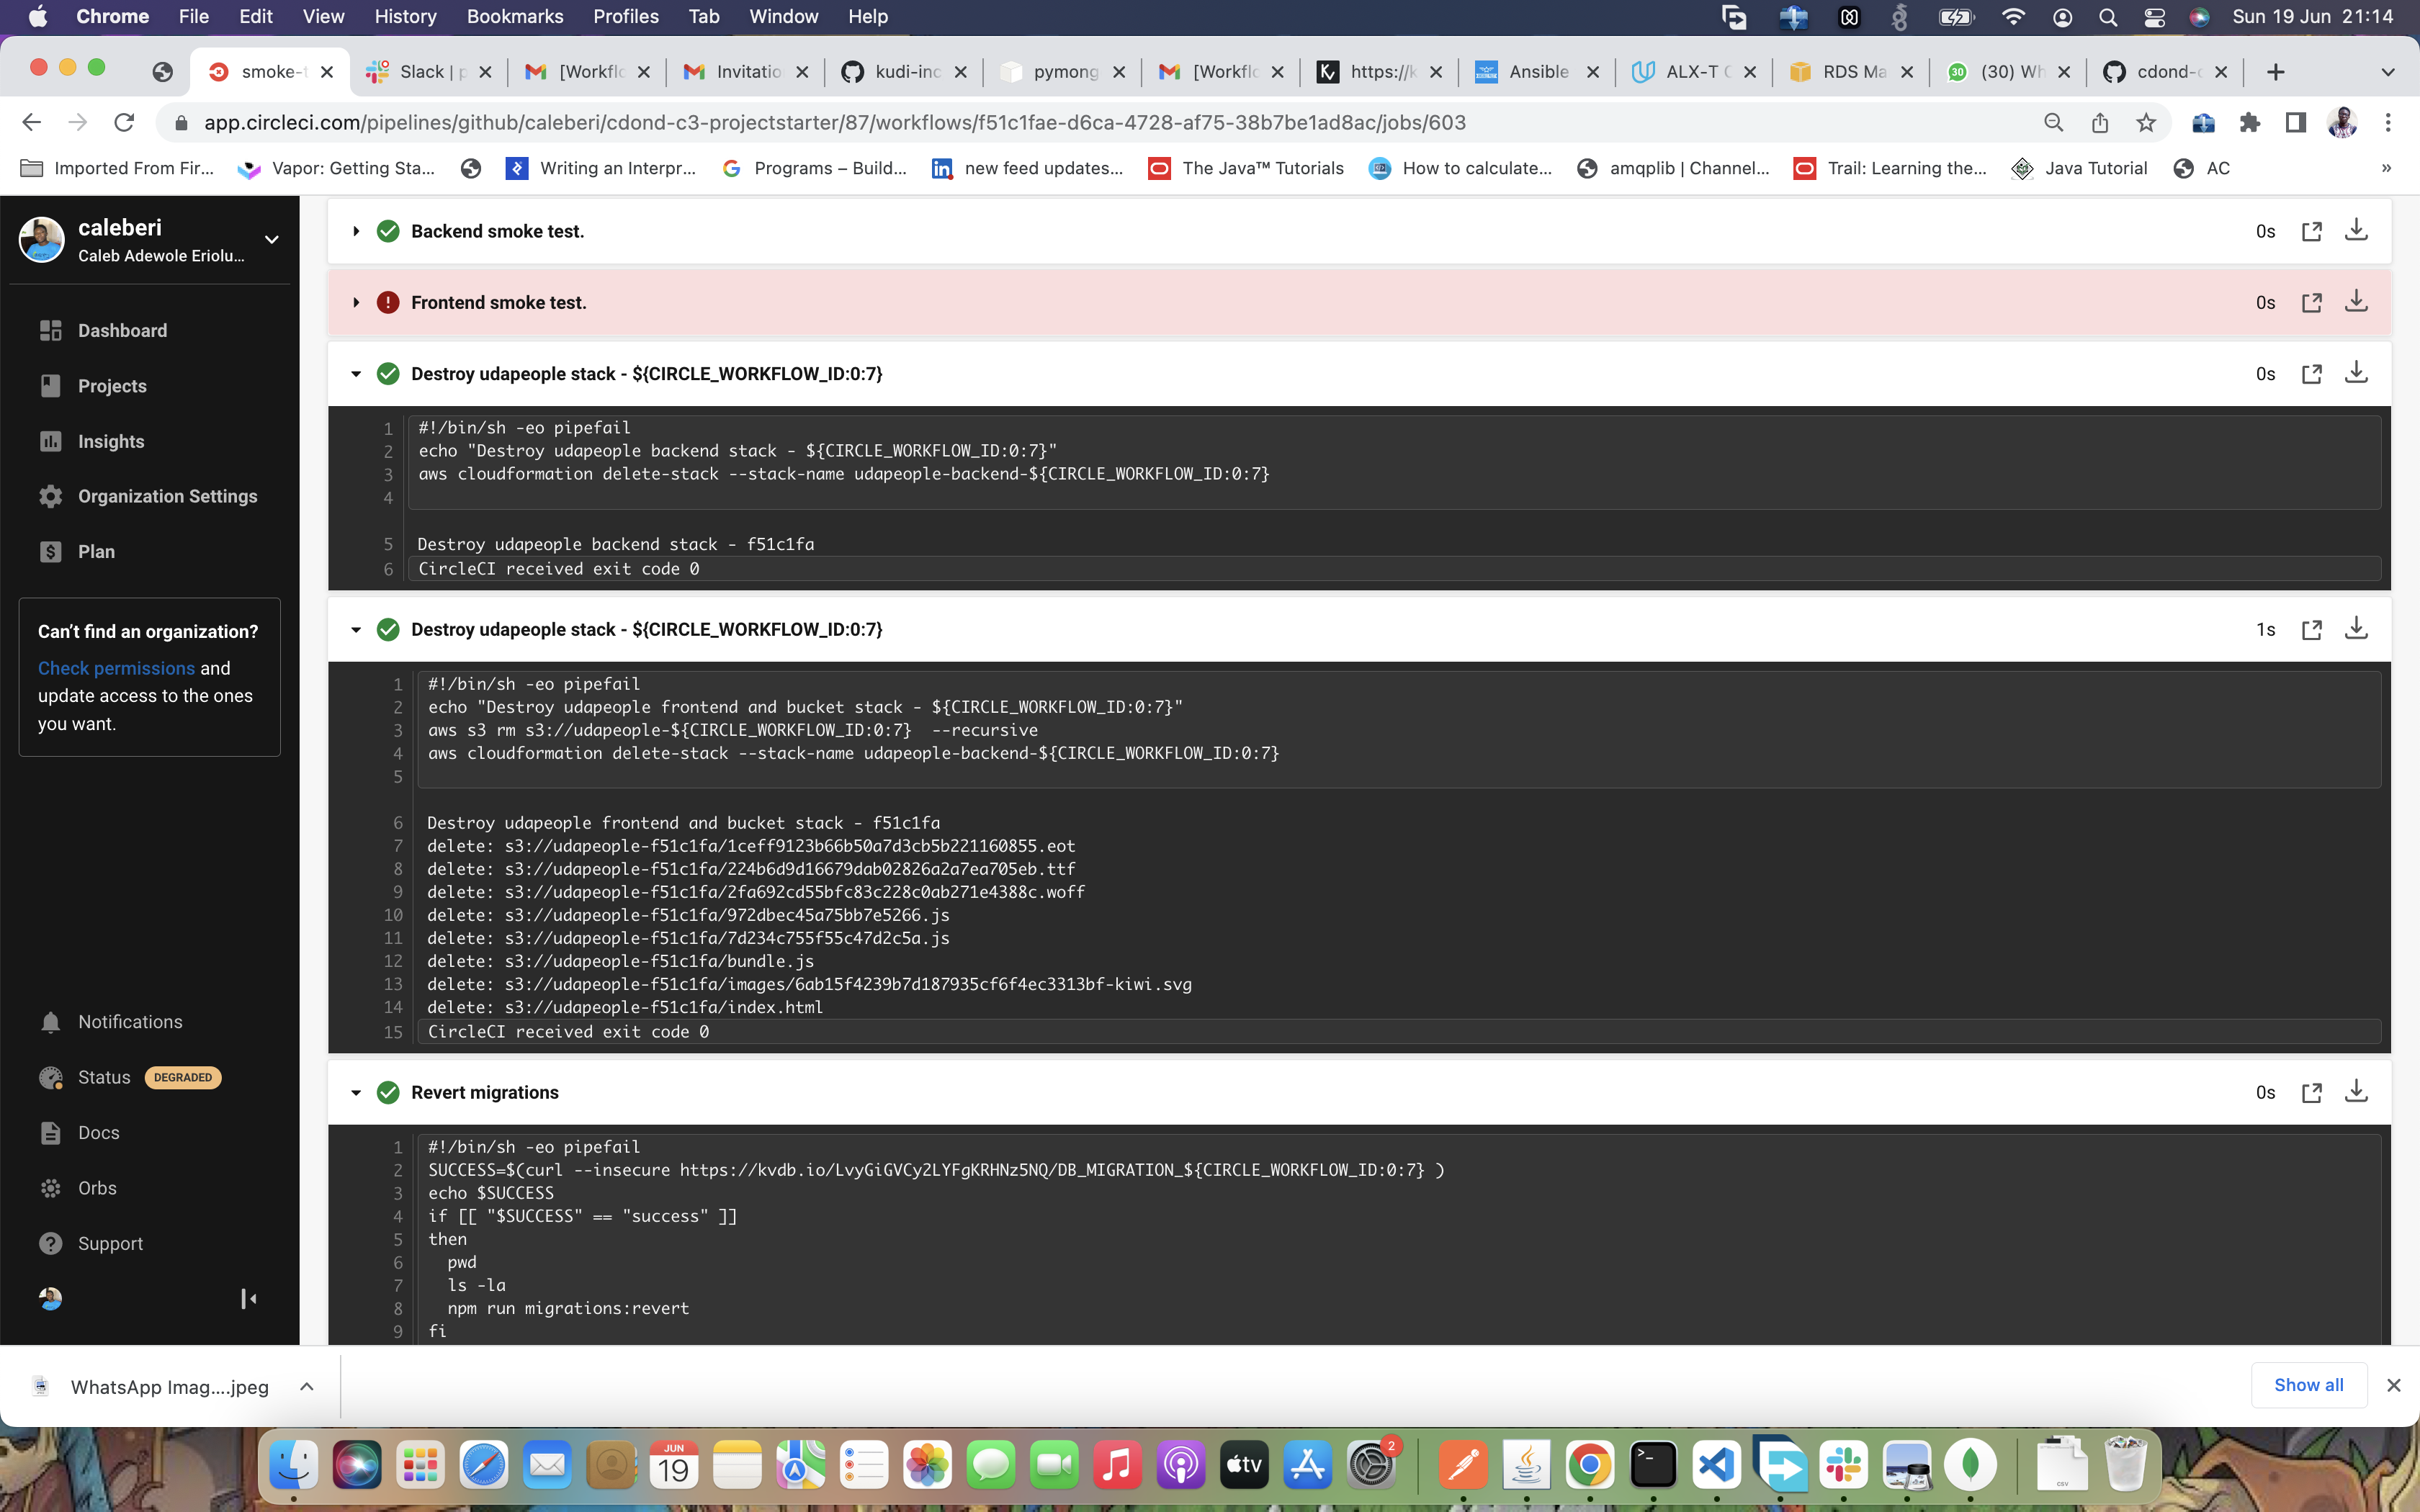 Chrome File Edit View History Bookmarks Profiles Tab Window Help Sun 19 Jun 21:14
smoke-t Slack | p [Workflo Invitatio kudi-inc pymong [Workflo https://k Ansible ALX-T C RDS Ma (30) Wh cdond-c
app.circleci.com/pipelines/github/caleberi/cdond-c3-projectstarter/87/workflows/f51c1fae-d6ca-4728-af75-38b7be1ad8ac/jobs/603
Imported From Fir... Vapor: Getting Sta... Writing an Interpr... Programs – Build... new feed updates... The Java™ Tutorials How to calculate... amqplib | Channel... Trail: Learning the... Java Tutorial AC »
caleberi
Caleb Adewole Eriolu...
Dashboard
Projects
Insights
Organization Settings
Plan
Can't find an organization?
Check permissions and
update access to the ones
you want.
Notifications
Status DEGRADED
Docs
Orbs
Support
Backend smoke test. 0s
Frontend smoke test. 0s
Destroy udapeople stack - ${CIRCLE_WORKFLOW_ID:0:7} 0s
1 #!/bin/sh -eo pipefail
2 echo "Destroy udapeople backend stack - ${CIRCLE_WORKFLOW_ID:0:7}"
3 aws cloudformation delete-stack --stack-name udapeople-backend-${CIRCLE_WORKFLOW_ID:0:7}
4
5 Destroy udapeople backend stack - f51c1fa
6 CircleCI received exit code 0
Destroy udapeople stack - ${CIRCLE_WORKFLOW_ID:0:7} 1s
1 #!/bin/sh -eo pipefail
2 echo "Destroy udapeople frontend and bucket stack - ${CIRCLE_WORKFLOW_ID:0:7}"
3 aws s3 rm s3://udapeople-${CIRCLE_WORKFLOW_ID:0:7}  --recursive
4 aws cloudformation delete-stack --stack-name udapeople-backend-${CIRCLE_WORKFLOW_ID:0:7}
5
6 Destroy udapeople frontend and bucket stack - f51c1fa
7 delete: s3://udapeople-f51c1fa/1ceff9123b66b50a7d3cb5b221160855.eot
8 delete: s3://udapeople-f51c1fa/224b6d9d16679dab02826a2a7ea705eb.ttf
9 delete: s3://udapeople-f51c1fa/2fa692cd55bfc83c228c0ab271e4388c.woff
10 delete: s3://udapeople-f51c1fa/972dbec45a75bb7e5266.js
11 delete: s3://udapeople-f51c1fa/7d234c755f55c47d2c5a.js
12 delete: s3://udapeople-f51c1fa/bundle.js
13 delete: s3://udapeople-f51c1fa/images/6ab15f4239b7d187935cf6f4ec3313bf-kiwi.svg
14 delete: s3://udapeople-f51c1fa/index.html
15 CircleCI received exit code 0
Revert migrations 0s
1 #!/bin/sh -eo pipefail
2 SUCCESS=$(curl --insecure https://kvdb.io/LvyGiGVCy2LYFgKRHNz5NQ/DB_MIGRATION_${CIRCLE_WORKFLOW_ID:0:7} )
3 echo $SUCCESS
4 if [[ "$SUCCESS" == "success" ]]
5 then
6   pwd
7   ls -la
8   npm run migrations:revert
9 fi
WhatsApp Imag....jpeg Show all
JUN
19
tv
2
CSV